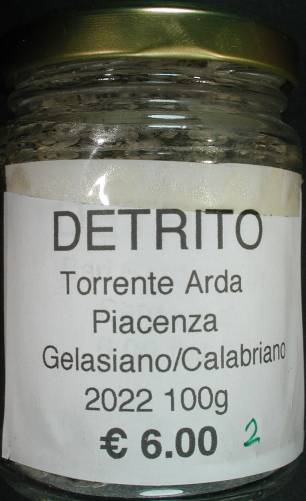 DETRITO
Torrente Arda
Piacenza
Gelasiano/Calabriano
2022 100g
€ 6.00 2